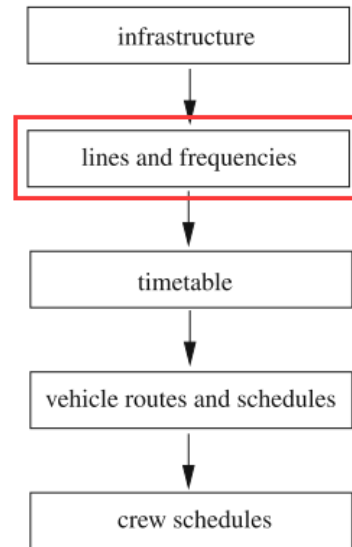 infrastructure
lines and frequencies
timetable
vehicle routes and schedules
crew schedules